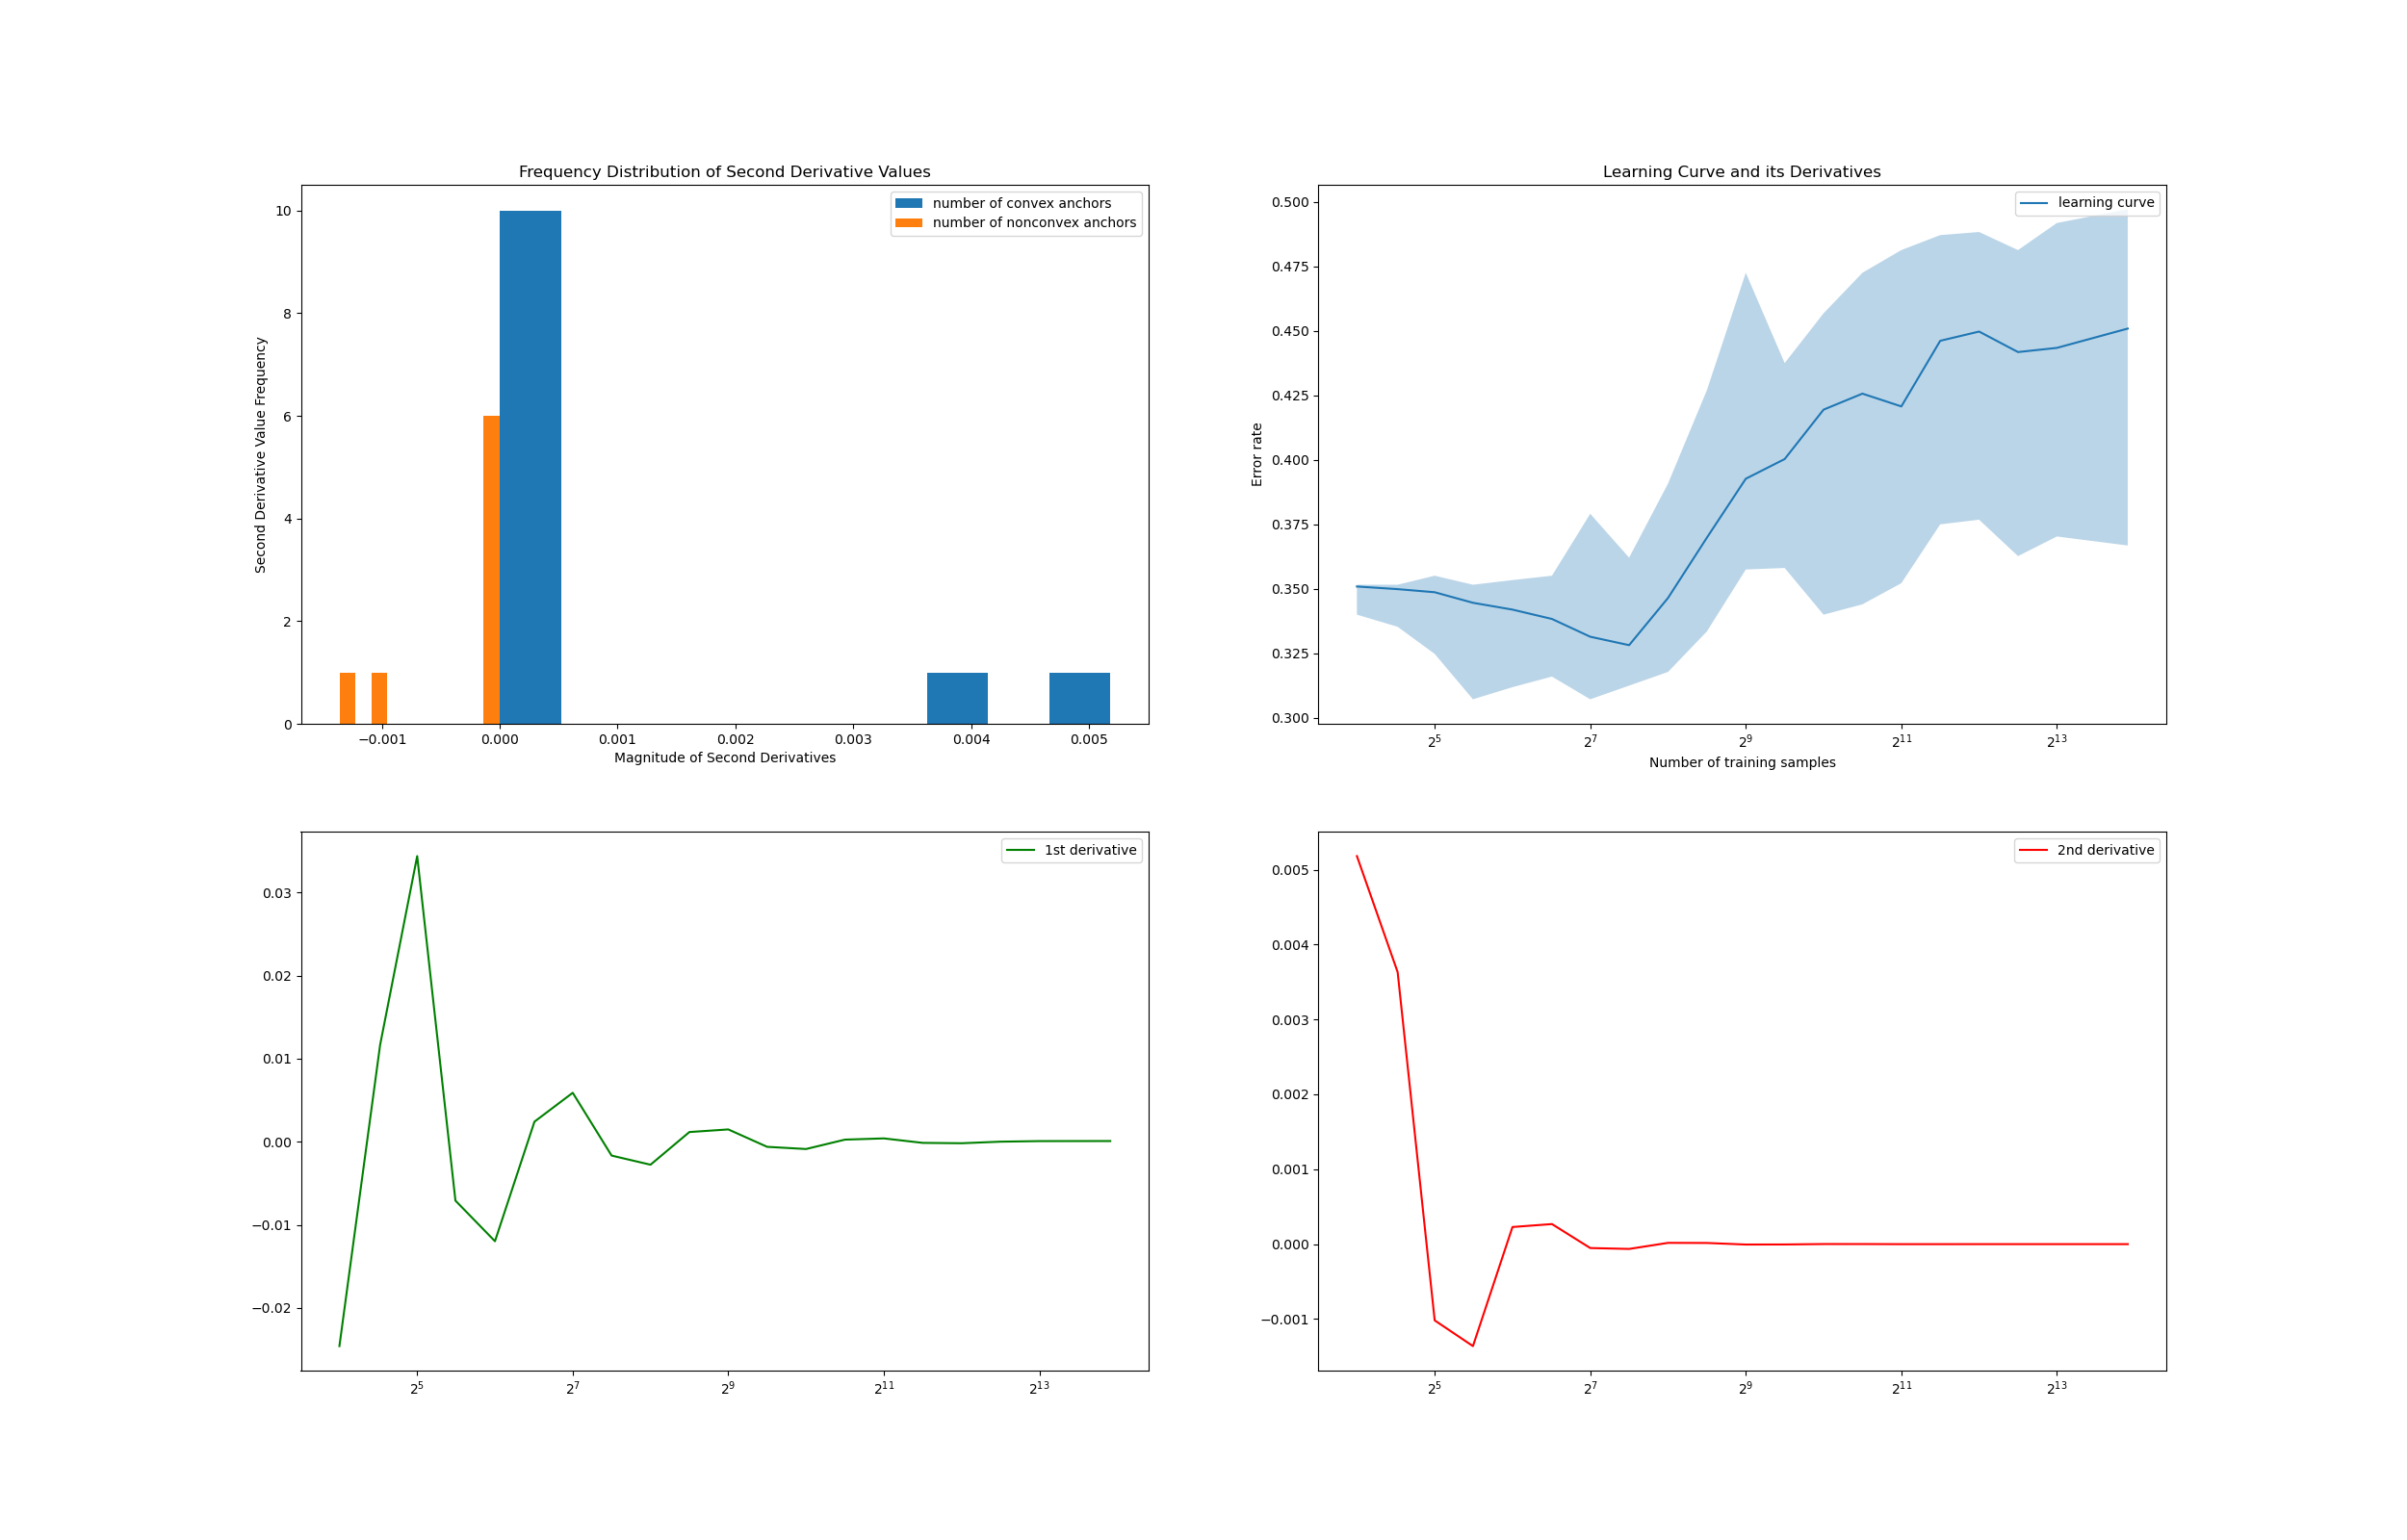 Frequency Distribution of Second Derivative Values
number of convex anchors
number of nonconvex anchors
Second Derivative Value Frequency
10
8
6
4
2
0
−0.001 0.000 0.001 0.002 0.003 0.004 0.005
Magnitude of Second Derivatives
Learning Curve and its Derivatives
learning curve
Error rate
0.500
0.475
0.450
0.425
0.400
0.375
0.350
0.325
0.300
2^5 2^7 2^9 2^11 2^13
Number of training samples
1st derivative
0.03
0.02
0.01
0.00
−0.01
−0.02
2^5 2^7 2^9 2^11 2^13
2nd derivative
0.005
0.004
0.003
0.002
0.001
0.000
−0.001
2^5 2^7 2^9 2^11 2^13